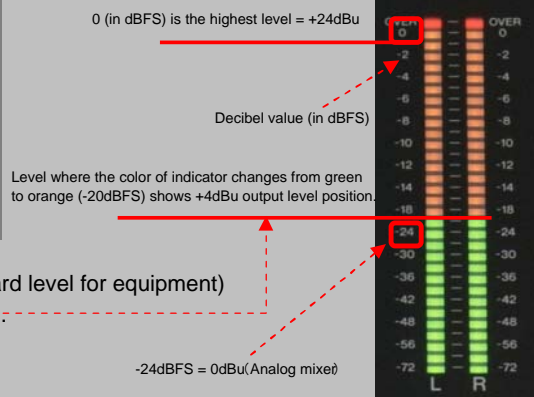 0 (in dBFS) is the highest level = +24dBu
OVER OVER
0 0
-2 -2
Decibel value (in dBFS)
-4 -4
-6 -6
-8 -8
-10 -10
-12 -12
Level where the color of indicator changes from green
to orange (-20dBFS) shows +4dBu output level position.
-14 -14
-18 -18
-24 -24
-30 -30
ard level for equipment)
.
-36 -36
-42 -42
-48 -48
-56 -56
-24dBFS = 0dBu(Analog mixer)
-72 -72
L R